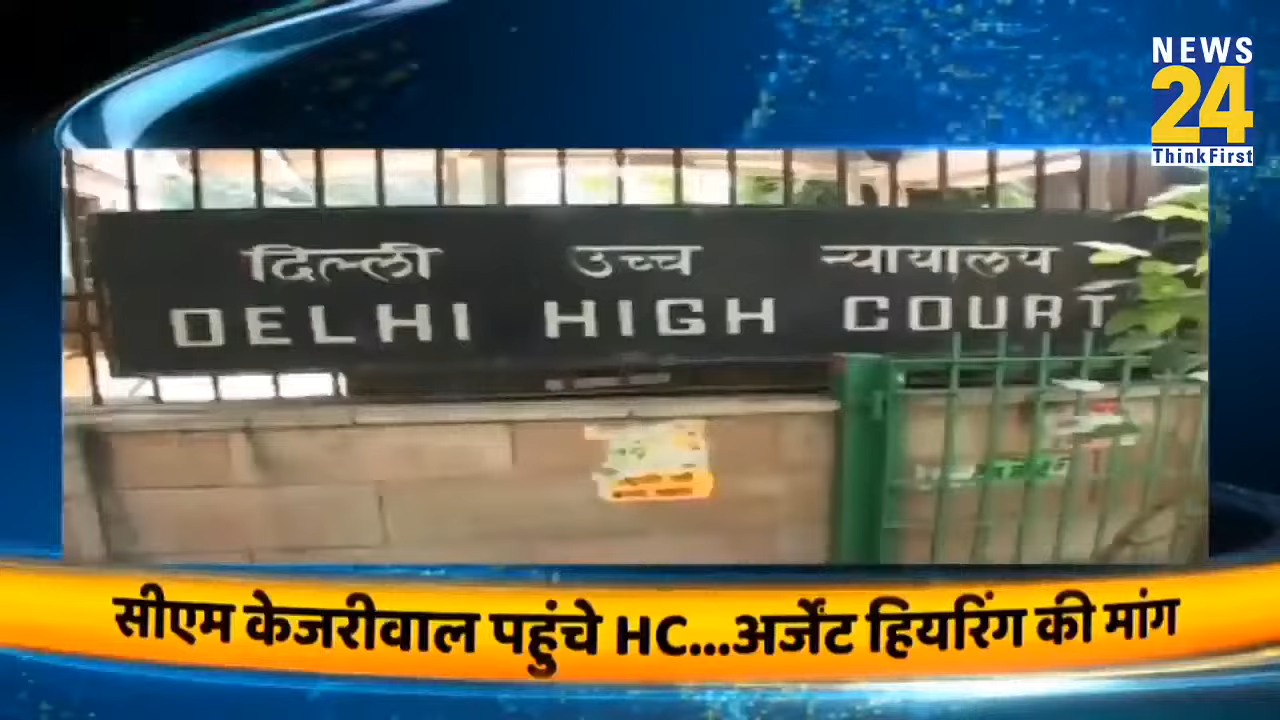 NEWS
24
ThinkFirst
दिल्ली उच्च न्यायालय
DELHI HIGH COURT
सीएम केजरीवाल पहुंचे HC...अर्जेंट हियरिंग की मांग